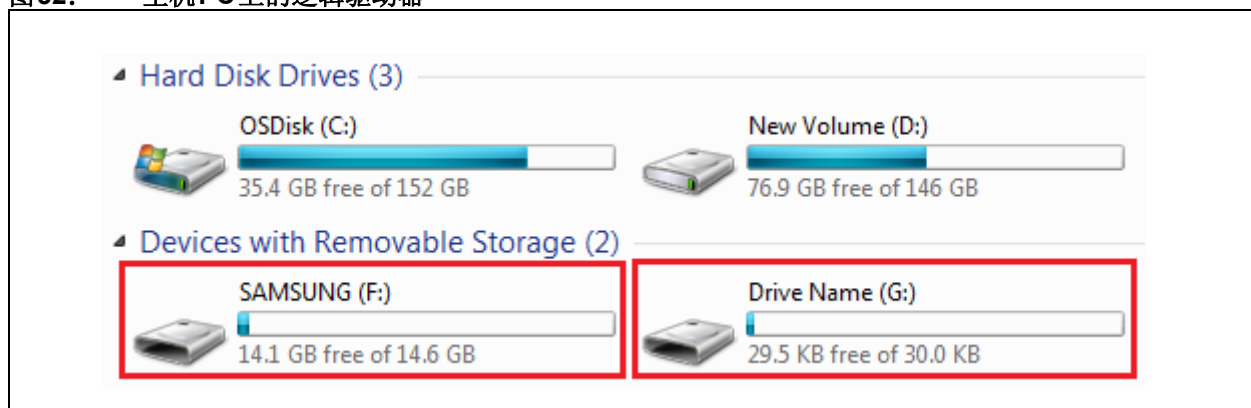 Hard Disk Drives (3)
OSDisk (C:)
35.4 GB free of 152 GB
New Volume (D:)
76.9 GB free of 146 GB
Devices with Removable Storage (2)
SAMSUNG (F:)
14.1 GB free of 14.6 GB
Drive Name (G:)
29.5 KB free of 30.0 KB